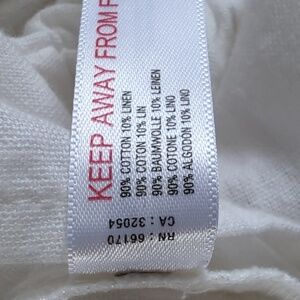 KEEP AWAY FROM F
90% COTTON 10% LINEN
90% COTON 10% LIN
90% BAUMWOLLE 10% LEINEN
90% COTONE 10% LINO
90% ALGODON 10% LINO
RN : 66170
CA : 32054